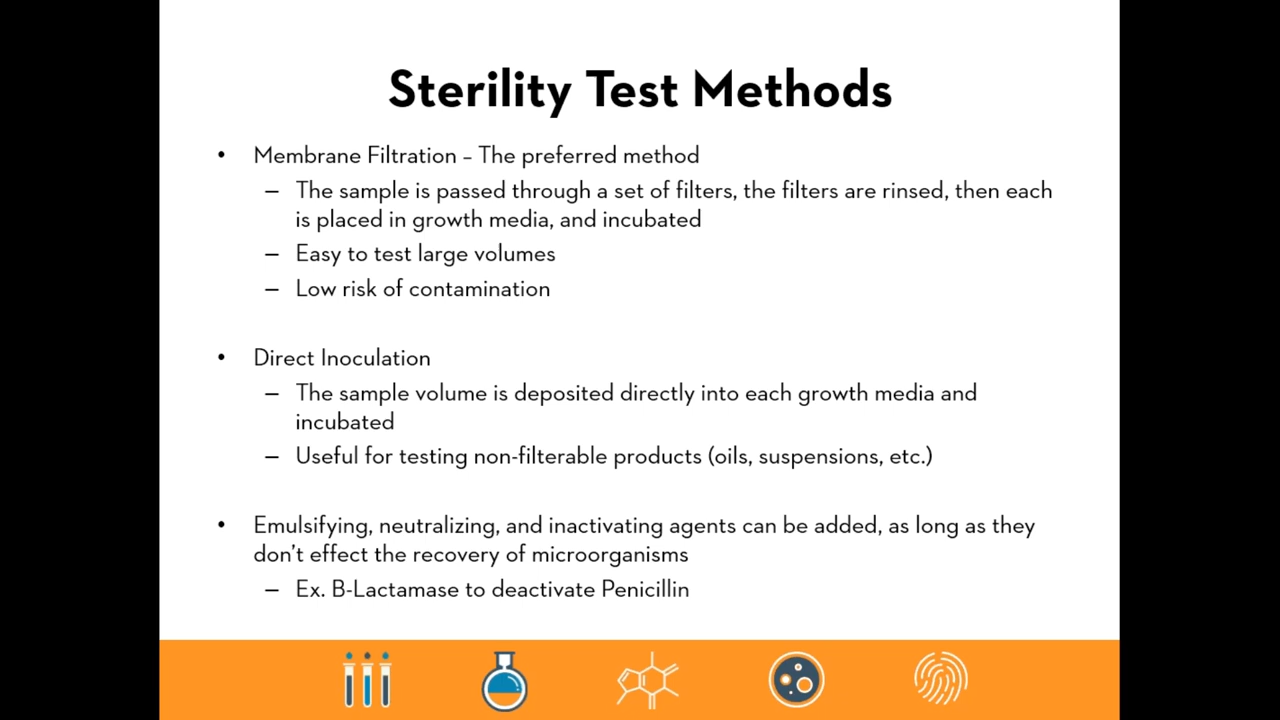 Sterility Test Methods
• Membrane Filtration – The preferred method
– The sample is passed through a set of filters, the filters are rinsed, then each
is placed in growth media, and incubated
– Easy to test large volumes
– Low risk of contamination
• Direct Inoculation
– The sample volume is deposited directly into each growth media and
incubated
– Useful for testing non-filterable products (oils, suspensions, etc.)
• Emulsifying, neutralizing, and inactivating agents can be added, as long as they
don’t effect the recovery of microorganisms
– Ex. B-Lactamase to deactivate Penicillin